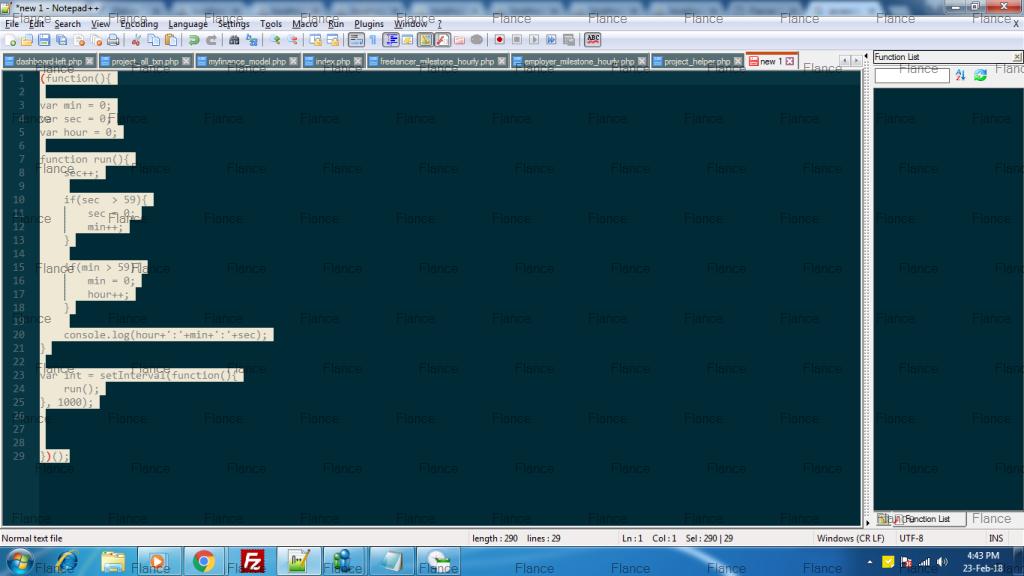 *new 1 - Notepad++
File Edit Search View Encoding Language Settings Tools Macro Run Plugins Window ? X
dashboard-left.php project_all_txn.php myfinance_model.php index.php freelancer_milestone_hourly.php employer_milestone_hourly.php project_helper.php new 1
Function List
1 (function(){
2
3 var min = 0;
4 var sec = 0;
5 var hour = 0;
6
7 function run(){
8 sec++;
9
10 if(sec > 59){
11 sec = 0;
12 min++;
13 }
14
15 if(min > 59){
16 min = 0;
17 hour++;
18 }
19
20 console.log(hour+':'+min+':'+sec);
21 }
22
23 var int = setInterval(function(){
24 run();
25 }, 1000);
26
27
28
29 })();
Function List
Normal text file length : 290 lines : 29 Ln : 1 Col : 1 Sel : 290 | 29 Windows (CR LF) UTF-8 INS
4:43 PM
23-Feb-18
Flance